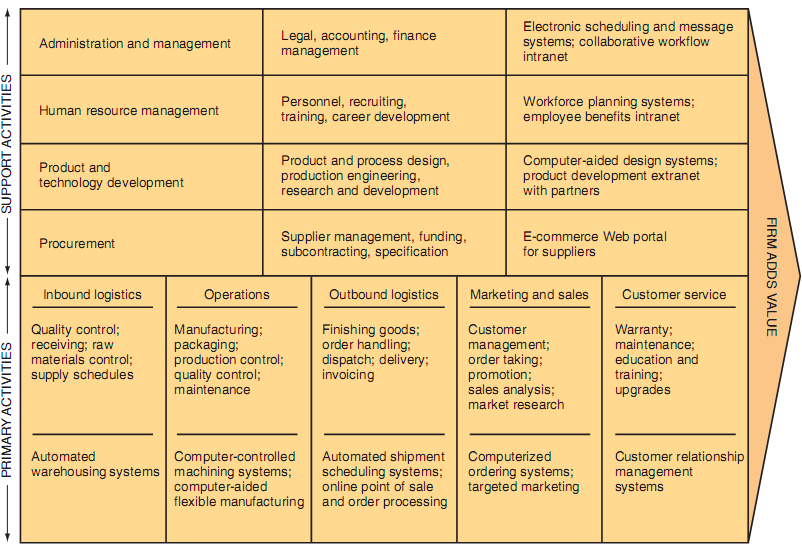 SUPPORT ACTIVITIES
Administration and management
Legal, accounting, finance
management
Electronic scheduling and message
systems; collaborative workflow
intranet
Human resource management
Personnel, recruiting,
training, career development
Workforce planning systems;
employee benefits intranet
Product and
technology development
Product and process design,
production engineering,
research and development
Computer-aided design systems;
product development extranet
with partners
Procurement
Supplier management, funding,
subcontracting, specification
E-commerce Web portal
for suppliers
PRIMARY ACTIVITIES
Inbound logistics
Quality control;
receiving; raw
materials control;
supply schedules
Automated
warehousing systems
Operations
Manufacturing;
packaging;
production control;
quality control;
maintenance
Computer-controlled
machining systems;
computer-aided
flexible manufacturing
Outbound logistics
Finishing goods;
order handling;
dispatch; delivery;
invoicing
Automated shipment
scheduling systems;
online point of sale
and order processing
Marketing and sales
Customer
management;
order taking;
promotion;
sales analysis;
market research
Computerized
ordering systems;
targeted marketing
Customer service
Warranty;
maintenance;
education and
training;
upgrades
Customer relationship
management
systems
FIRM ADDS VALUE